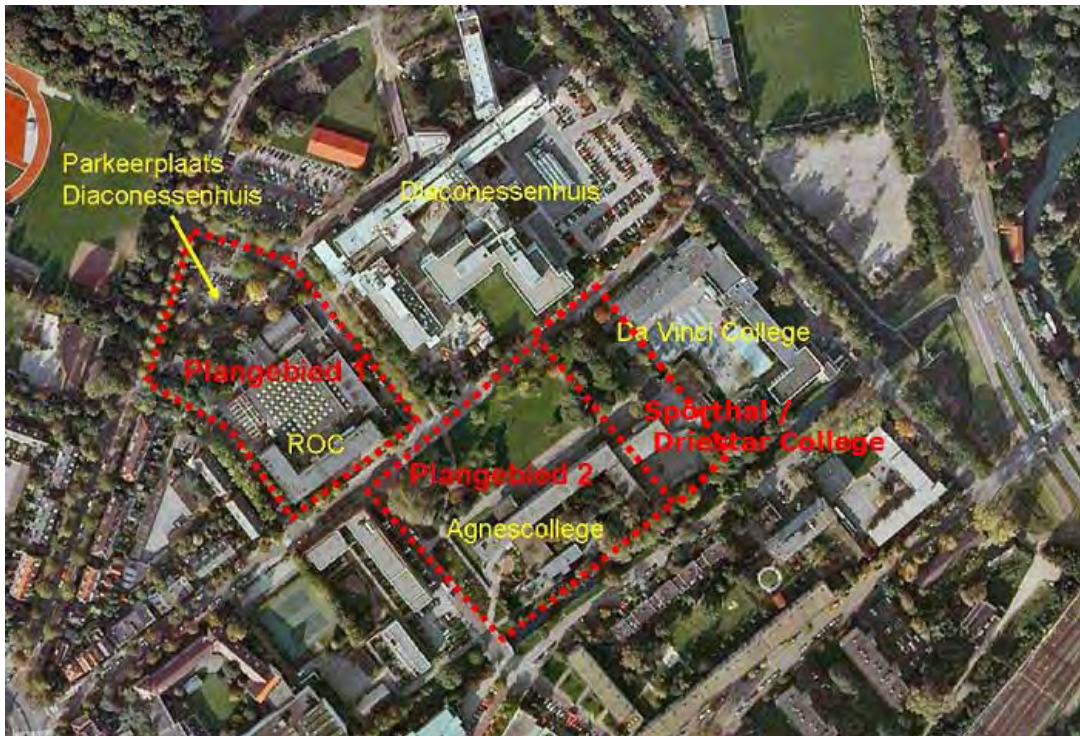 Parkeerplaats
Diaconessenhuis
Diaconessenhuis
Da Vinci College
Plangebied 1
Sporthal /
Driestar College
ROC
Plangebied 2
Agnescollege